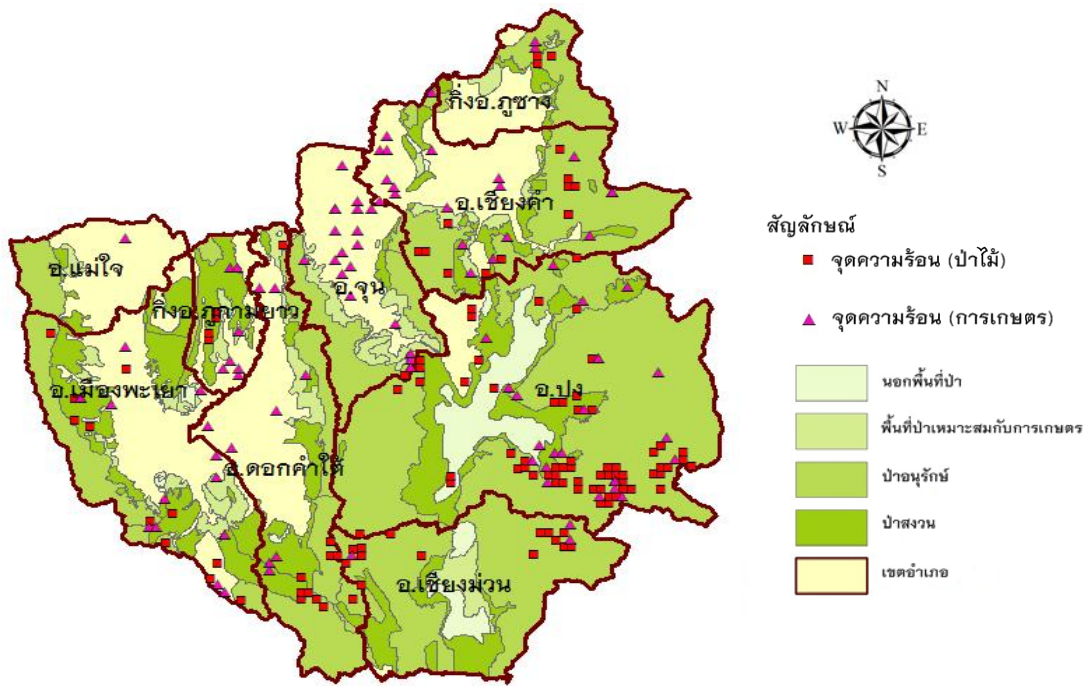 กิ่งอ.ภูซาง
อ.เชียงคำ
อ.แม่ใจ
อ.จุน
กิ่งอ.ภูกามยาว
อ.เมืองพะเยา
อ.ปง
อ.ดอกคำใต้
อ.เชียงม่วน
N
W E
S
สัญลักษณ์
จุดความร้อน (ป่าไม้)
จุดความร้อน (การเกษตร)
นอกพื้นที่ป่า
พื้นที่ป่าเหมาะสมกับการเกษตร
ป่าอนุรักษ์
ป่าสงวน
เขตอำเภอ